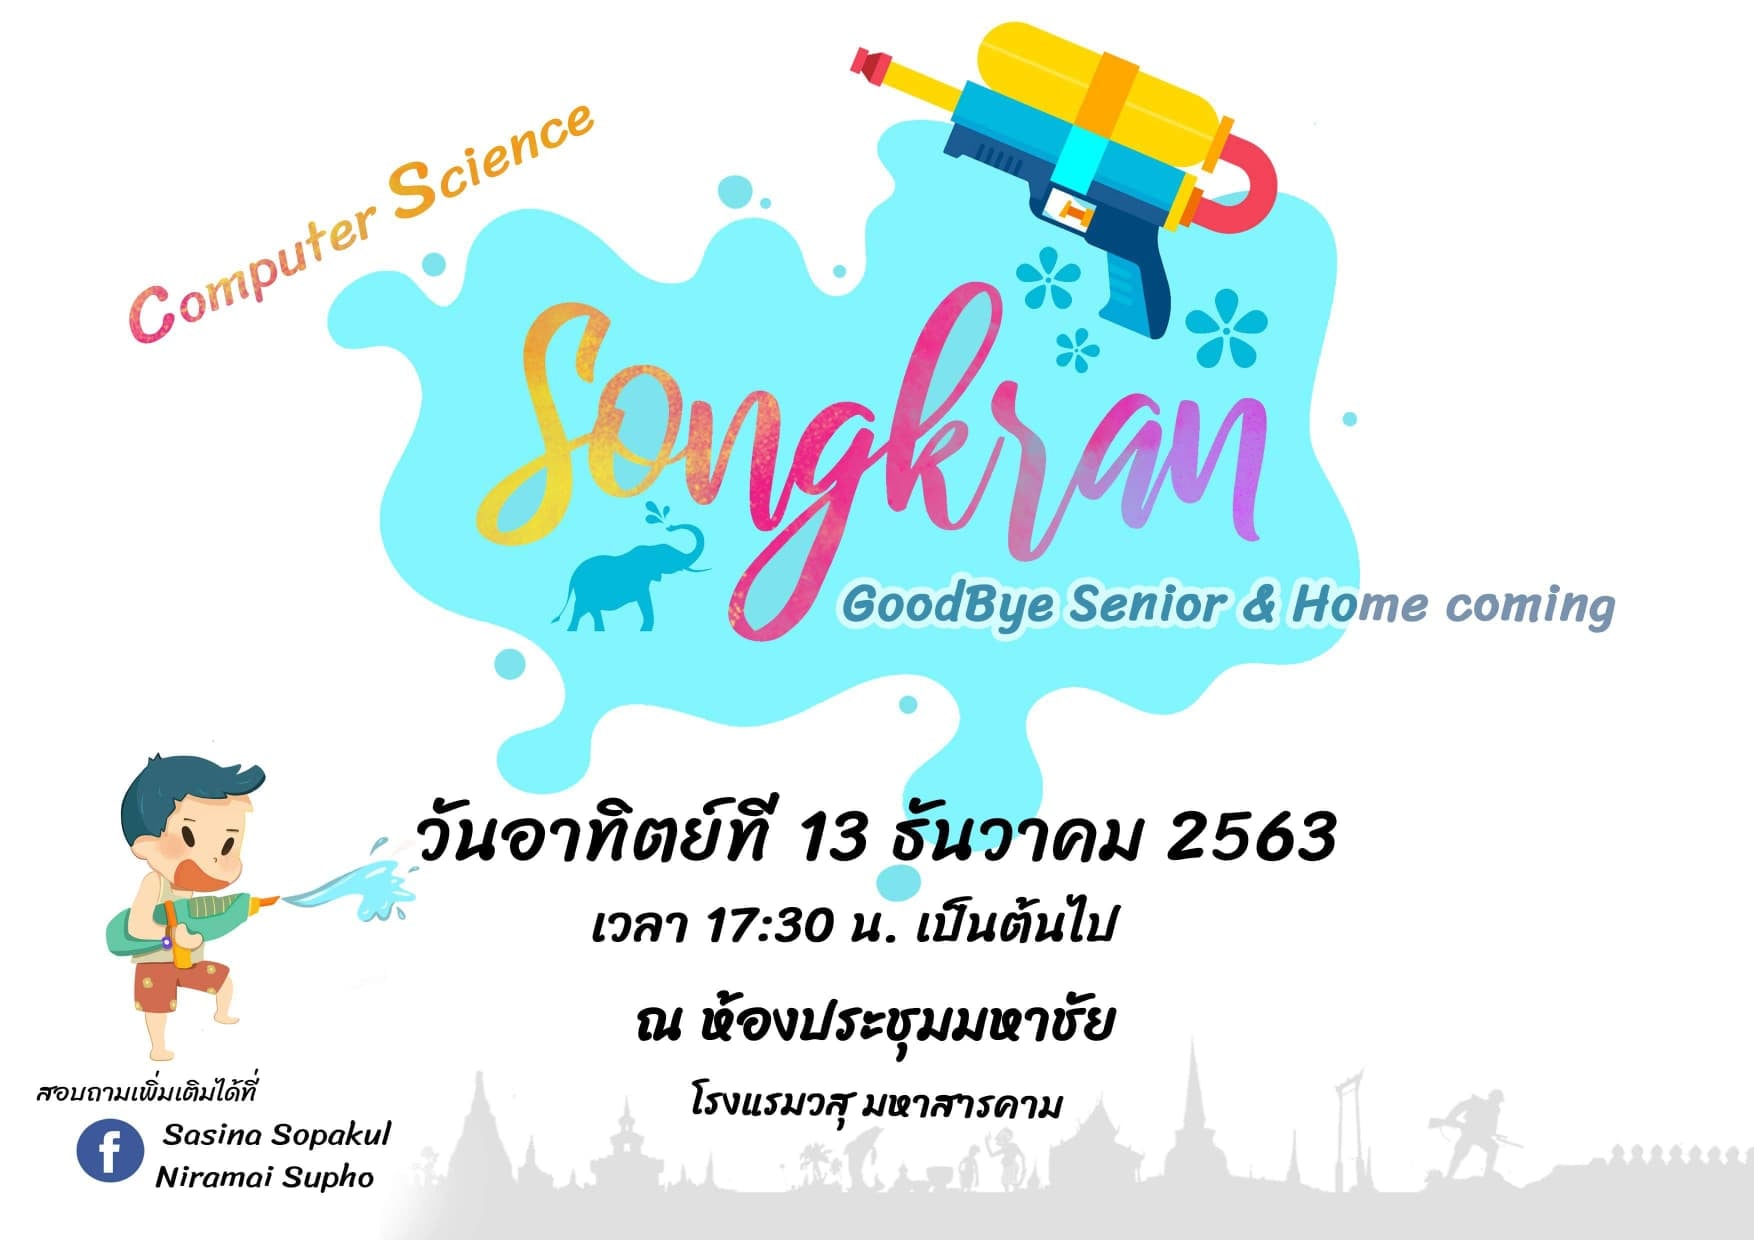 Computer Science
Songkran
GoodBye Senior & Home coming
วันอาทิตย์ที่ 13 ธันวาคม 2563
เวลา 17:30 น. เป็นต้นไป
ณ ห้องประชุมมหาชัย
โรงแรมวสุ มหาสารคาม
สอบถามเพิ่มเติมได้ที่
f Sasina Sopakul
Niramai Supho